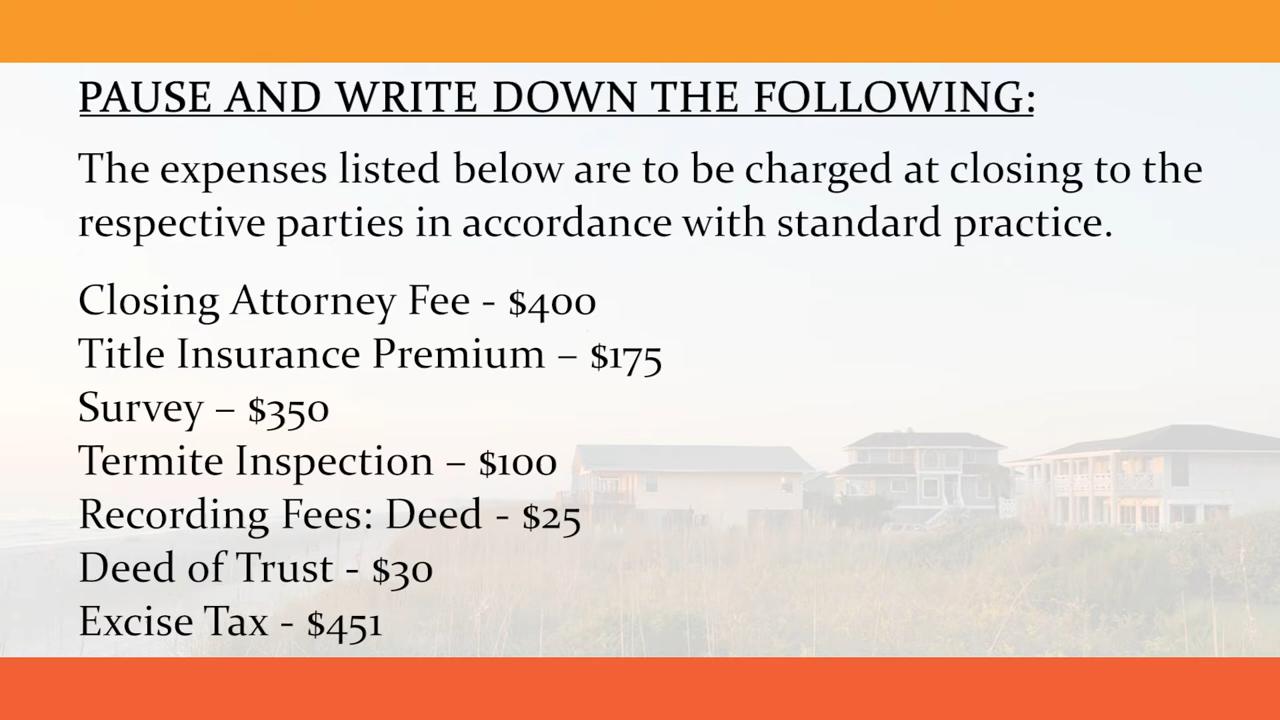 PAUSE AND WRITE DOWN THE FOLLOWING:
The expenses listed below are to be charged at closing to the
respective parties in accordance with standard practice.
Closing Attorney Fee - $400
Title Insurance Premium – $175
Survey – $350
Termite Inspection – $100
Recording Fees: Deed - $25
Deed of Trust - $30
Excise Tax - $451